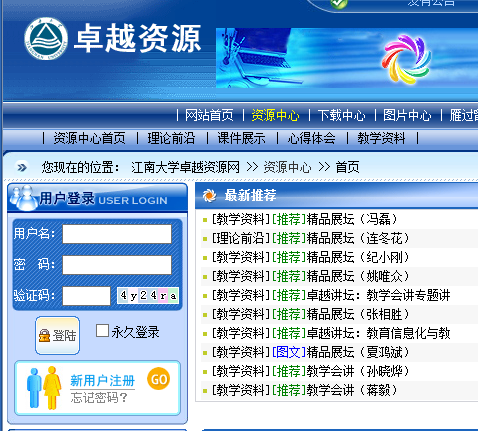 没有公告
卓越资源
网站首页 | 资源中心 | 下载中心 | 图片中心 | 雁过留
| 资源中心首页 | 理论前沿 | 课件展示 | 心得体会 | 教学资料 |
您现在的位置: 江南大学卓越资源网 >> 资源中心 >> 首页
用户登录 USER LOGIN
用户名:
密 码:
验证码: 4y24ra
登陆 永久登录
新用户注册 GO
忘记密码?
最新推荐
[教学资料][推荐]精品展坛(冯磊)
[理论前沿][推荐]精品展坛(连冬花)
[教学资料][推荐]精品展坛(纪小刚)
[教学资料][推荐]精品展坛(姚唯众)
[教学资料][推荐]卓越讲坛: 教学会讲专题讲
[教学资料][推荐]精品展坛(张相胜)
[教学资料][推荐]卓越讲坛: 教育信息化与教
[教学资料][图文]精品展坛(夏鸿斌)
[教学资料][推荐]教学会讲(孙晓烨)
[教学资料][推荐]教学会讲(蒋毅)